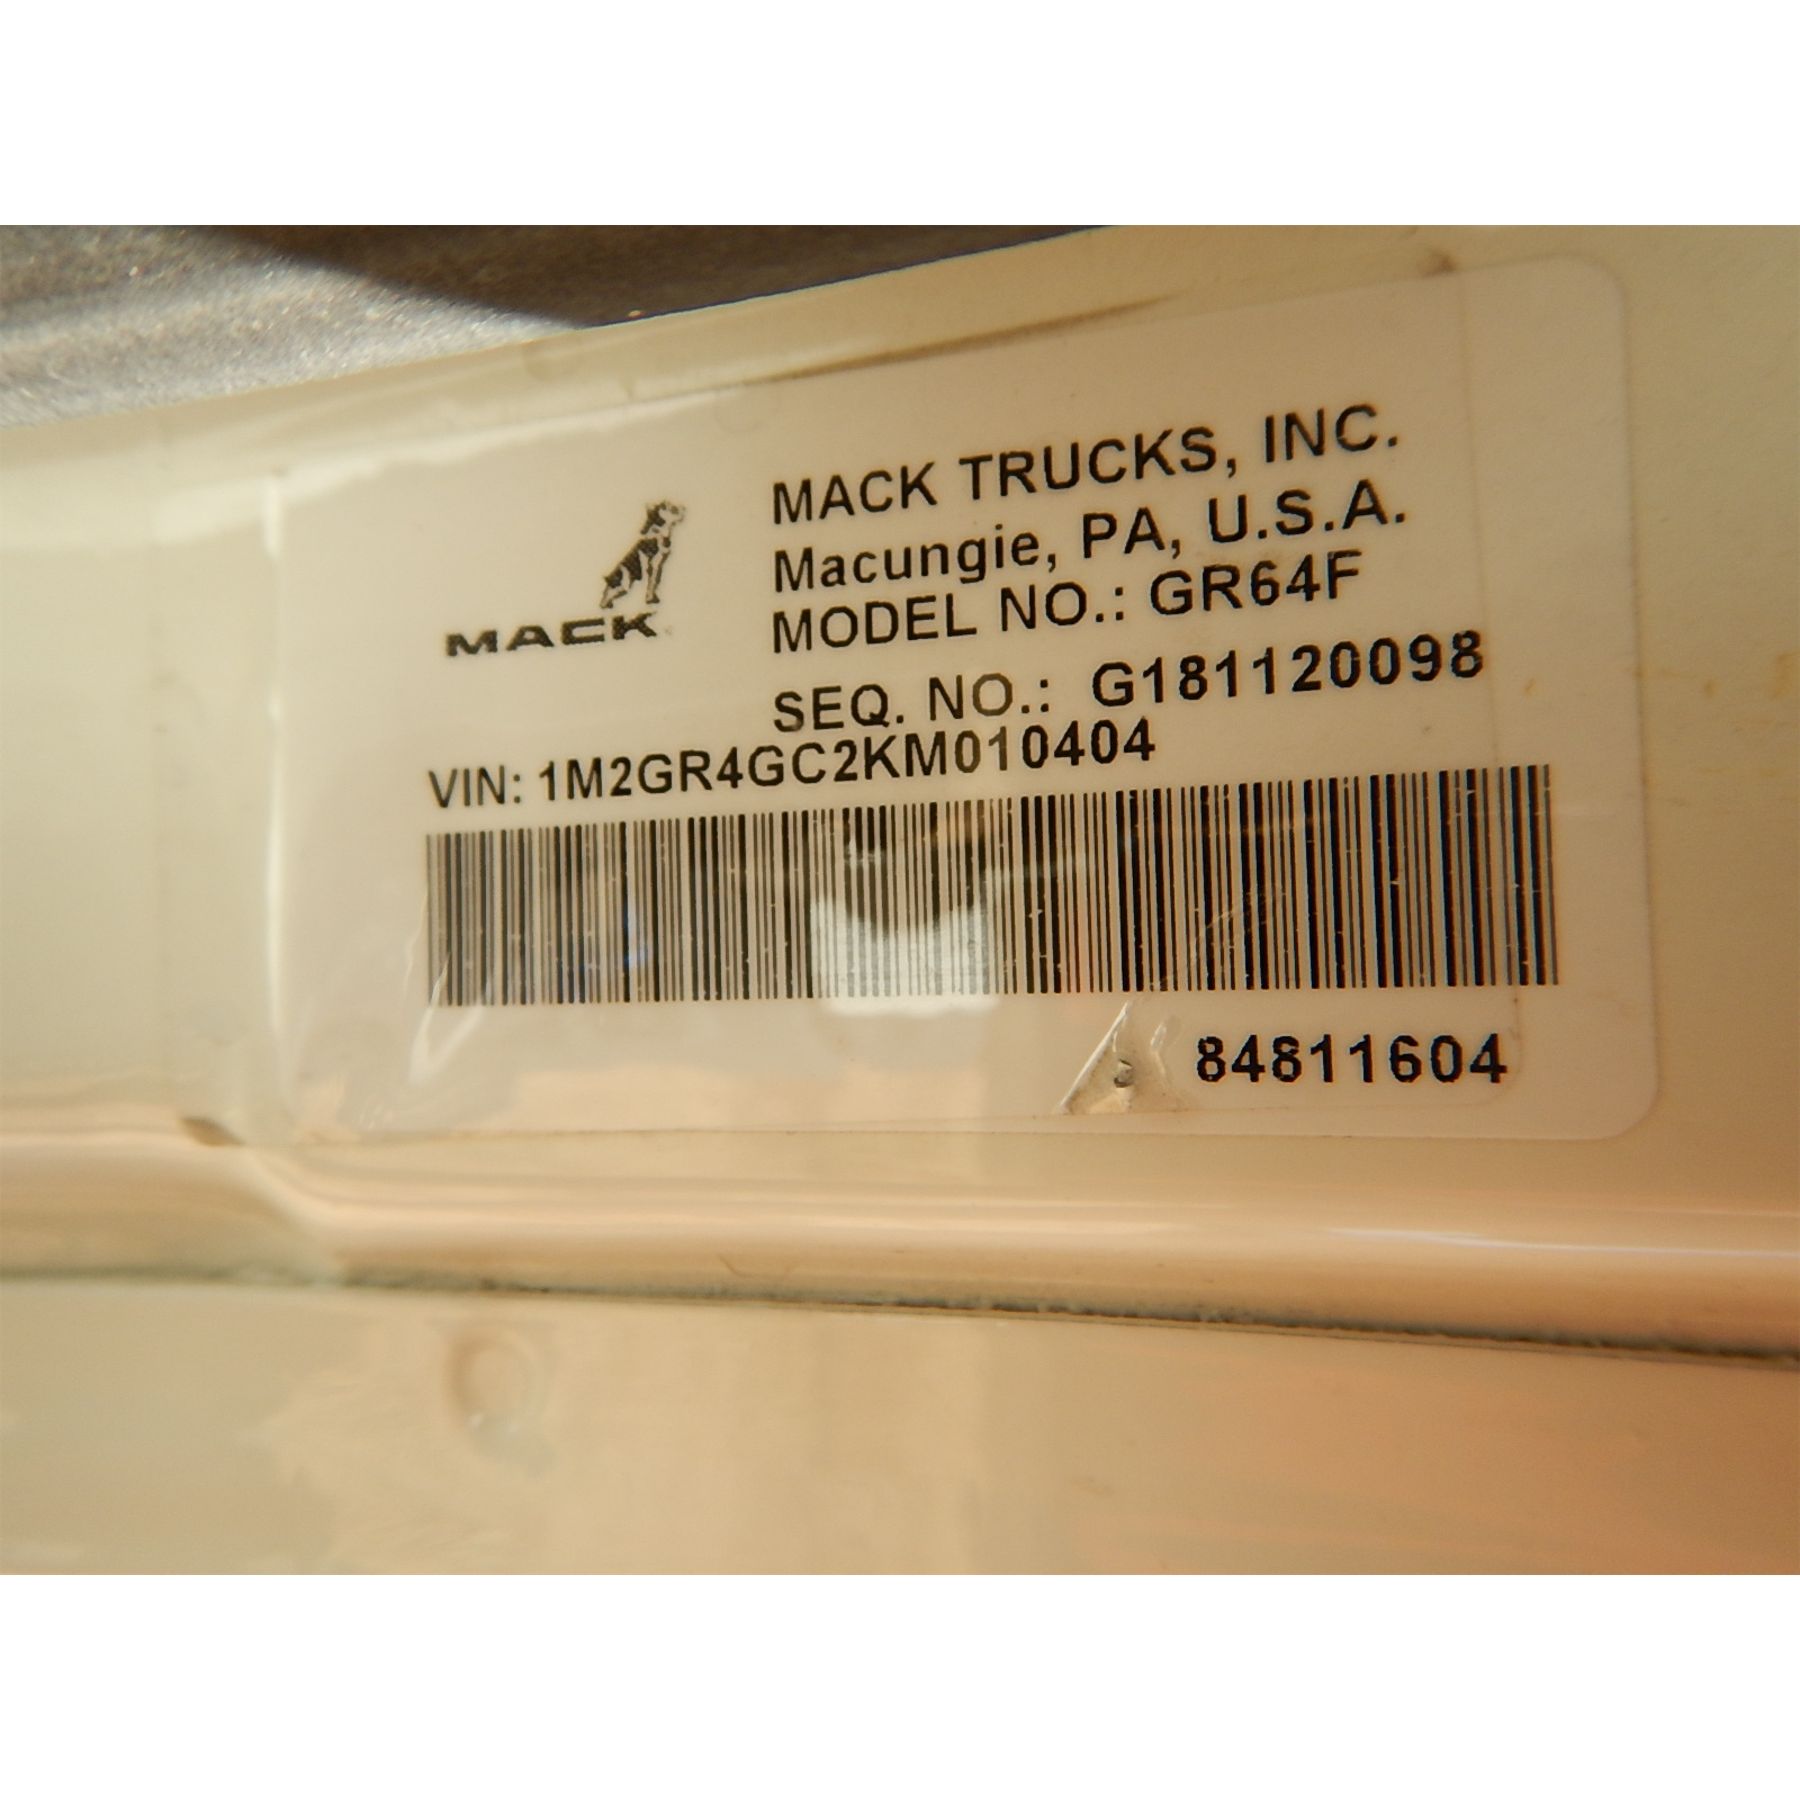 MACK
MACK TRUCKS, INC.
Macungie, PA, U.S.A.
MODEL NO.: GR64F
SEQ. NO.: G181120098
VIN: 1M2GR4GC2KM010404
84811604